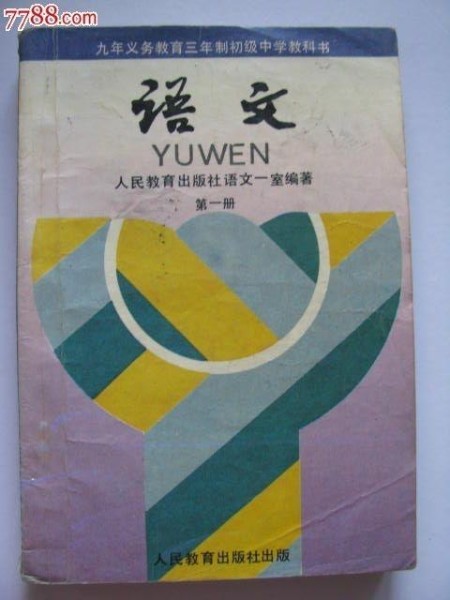 7788.com
九年义务教育三年制初级中学教科书
语文
YUWEN
人民教育出版社语文一室编著
第一册
人民教育出版社出版